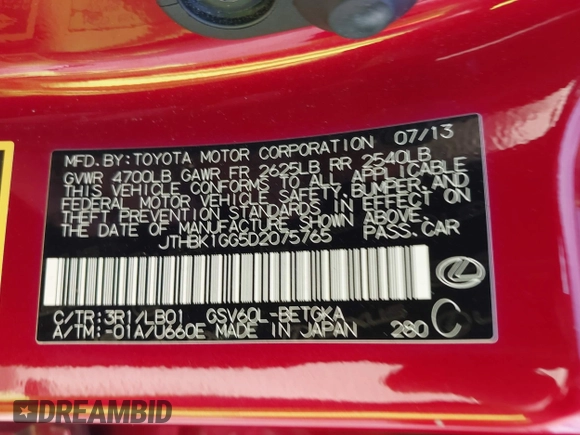 MFD. BY: TOYOTA MOTOR CORPORATION 07/13
GVWR 4700LB GAWR FR 2625LB RR 2540LB
THIS VEHICLE CONFORMS TO ALL APPLICABLE
FEDERAL MOTOR VEHICLE SAFETY, BUMPER, AND
THEFT PREVENTION STANDARDS IN EFFECT ON
THE DATE OF MANUFACTURE SHOWN ABOVE.
JTHBK1GG5D2075765 PASS. CAR
C/TR: 3R1/LB01 GSV60L-BETGKA
A/TM: -01A/U660E MADE IN JAPAN 280 C
DREAMBID